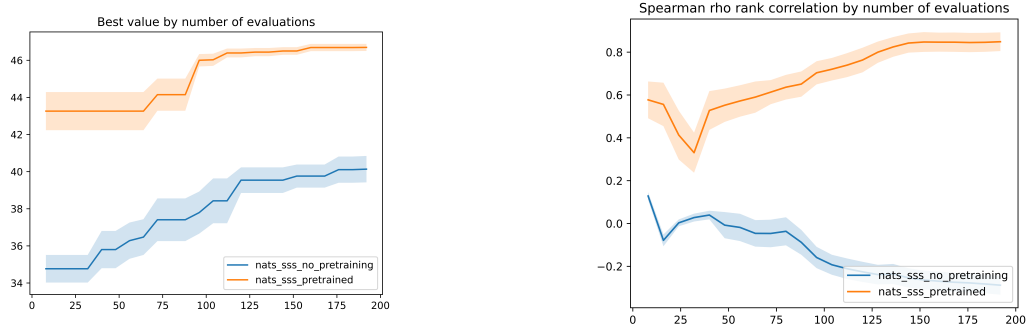 Best value by number of evaluations
46
44
42
40
38
36
34
0 25 50 75 100 125 150 175 200
nats_sss_no_pretraining
nats_sss_pretrained
Spearman rho rank correlation by number of evaluations
0.8
0.6
0.4
0.2
0.0
−0.2
0 25 50 75 100 125 150 175 200
nats_sss_no_pretraining
nats_sss_pretrained